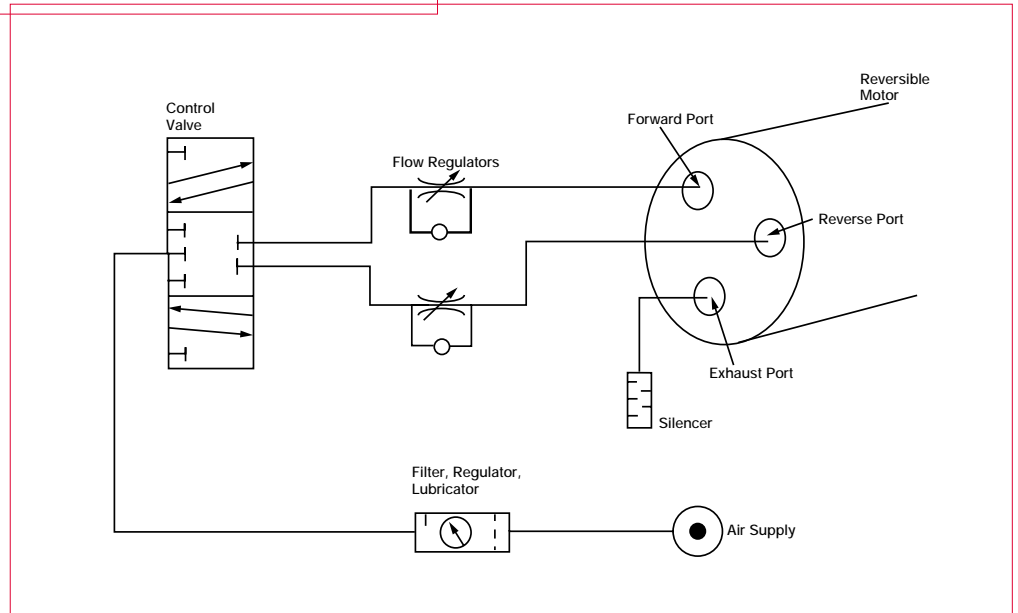 Reversible
Motor
Control
Valve
Forward Port
Flow Regulators
Reverse Port
Exhaust Port
Silencer
Filter, Regulator,
Lubricator
Air Supply